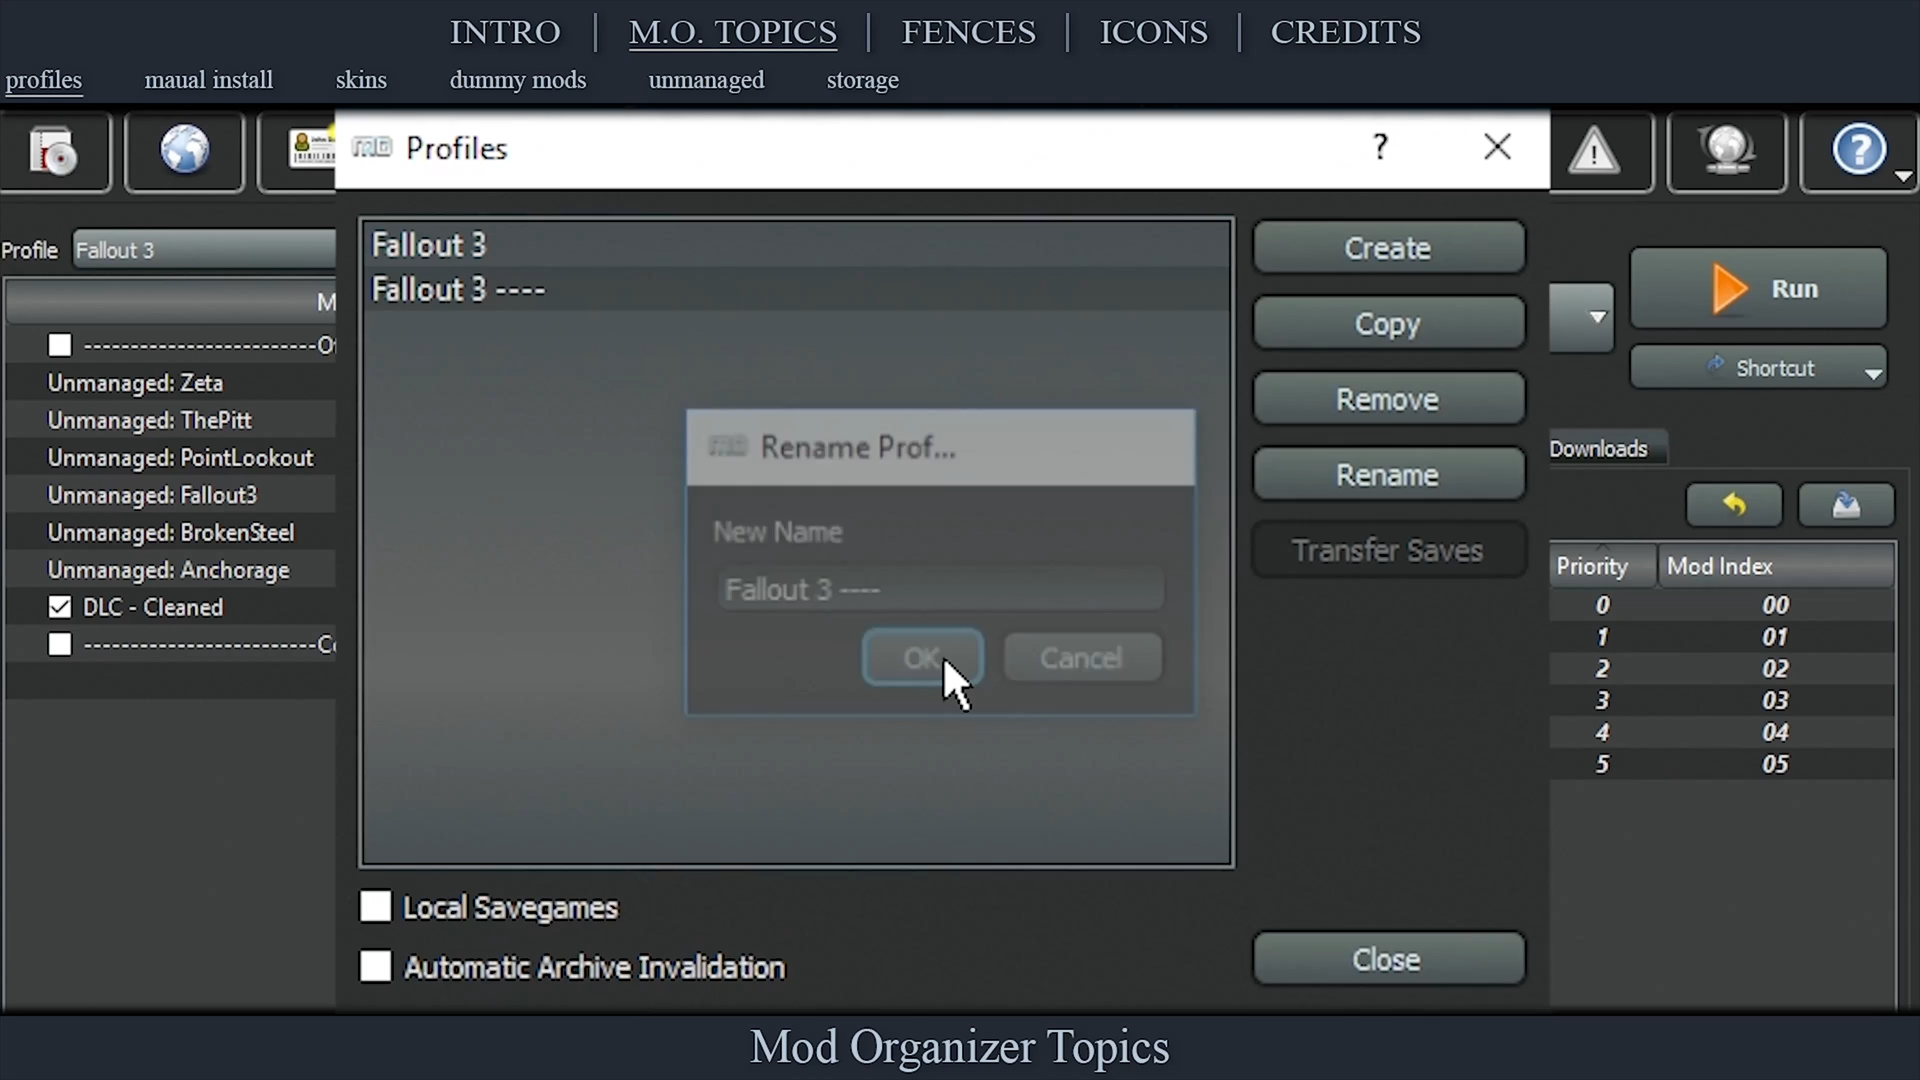 INTRO | M.O. TOPICS | FENCES | ICONS | CREDITS
profiles maual install skins dummy mods unmanaged storage
Profiles ? ×
Profile Fallout 3
M
------------------------- O
Unmanaged: Zeta
Unmanaged: ThePitt
Unmanaged: PointLookout
Unmanaged: Fallout3
Unmanaged: BrokenSteel
Unmanaged: Anchorage
DLC - Cleaned
-------------------------C
Fallout 3
Fallout 3 ----
Rename Prof...
New Name
Fallout 3 ----
OK Cancel
Create
Copy
Remove
Rename
Transfer Saves
Local Savegames
Automatic Archive Invalidation
Close
Run
Shortcut
Downloads
Priority Mod Index
0 00
1 01
2 02
3 03
4 04
5 05
Mod Organizer Topics